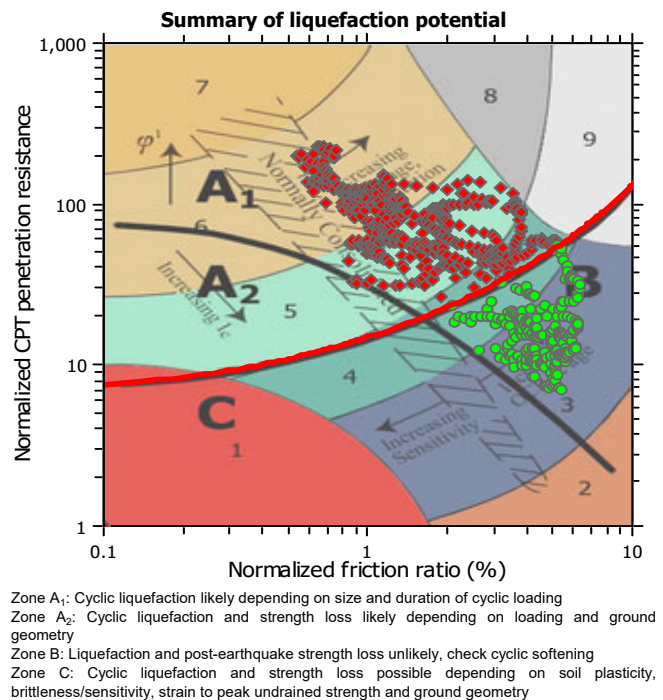 Summary of liquefaction potential
Normalized CPT penetration resistance
1,000
100
10
1
7
8
9
φ'
Increasing
Normally Consolidated
A1
6
A2
Increasing Ic
5
B
4
3
C
Increasing
Sensitivity
1
2
0.1
1
10
Normalized friction ratio (%)
Zone A1: Cyclic liquefaction likely depending on size and duration of cyclic loading
Zone A2: Cyclic liquefaction and strength loss likely depending on loading and ground
geometry
Zone B: Liquefaction and post-earthquake strength loss unlikely, check cyclic softening
Zone C: Cyclic liquefaction and strength loss possible depending on soil plasticity,
brittleness/sensitivity, strain to peak undrained strength and ground geometry